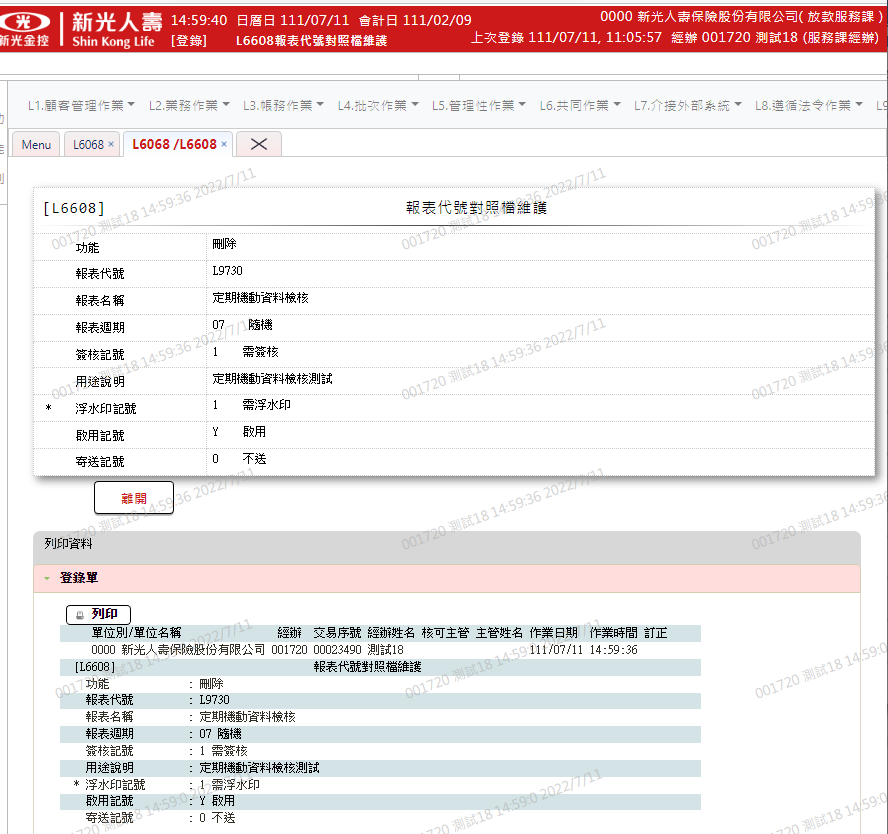 新光人壽 14:59:40 日曆日 111/07/11 會計日 111/02/09 0000 新光人壽保險股份有限公司( 放款服務課 )
新光金控 Shin Kong Life [登錄] L6608報表代號對照檔維護 上次登錄 111/07/11, 11:05:57 經辦 001720 測試18 (服務課經辦)
L1.顧客管理作業 L2.業務作業 L3.帳務作業 L4.批次作業 L5.管理性作業 L6.共同作業 L7.介接外部系統 L8.遵循法令作業 L9
Menu L6068 × L6068 /L6608 ×
[L6608] 報表代號對照檔維護
功能 刪除
報表代號 L9730
報表名稱 定期機動資料檢核
報表週期 07 隨機
簽核記號 1 需簽核
用途說明 定期機動資料檢核測試
* 浮水印記號 1 需浮水印
啟用記號 Y 啟用
寄送記號 0 不送
離開
列印資料
登錄單
列印
單位別/單位名稱 經辦 交易序號 經辦姓名 核可主管 主管姓名 作業日期 作業時間 訂正
0000 新光人壽保險股份有限公司 001720 00023490 測試18 111/07/11 14:59:36
[L6608] 報表代號對照檔維護
功能 : 刪除
報表代號 : L9730
報表名稱 : 定期機動資料檢核
報表週期 : 07 隨機
簽核記號 : 1 需簽核
用途說明 : 定期機動資料檢核測試
* 浮水印記號 : 1 需浮水印
啟用記號 : Y 啟用
寄送記號 : 0 不送
001720 測試18 14:59:36 2022/7/11